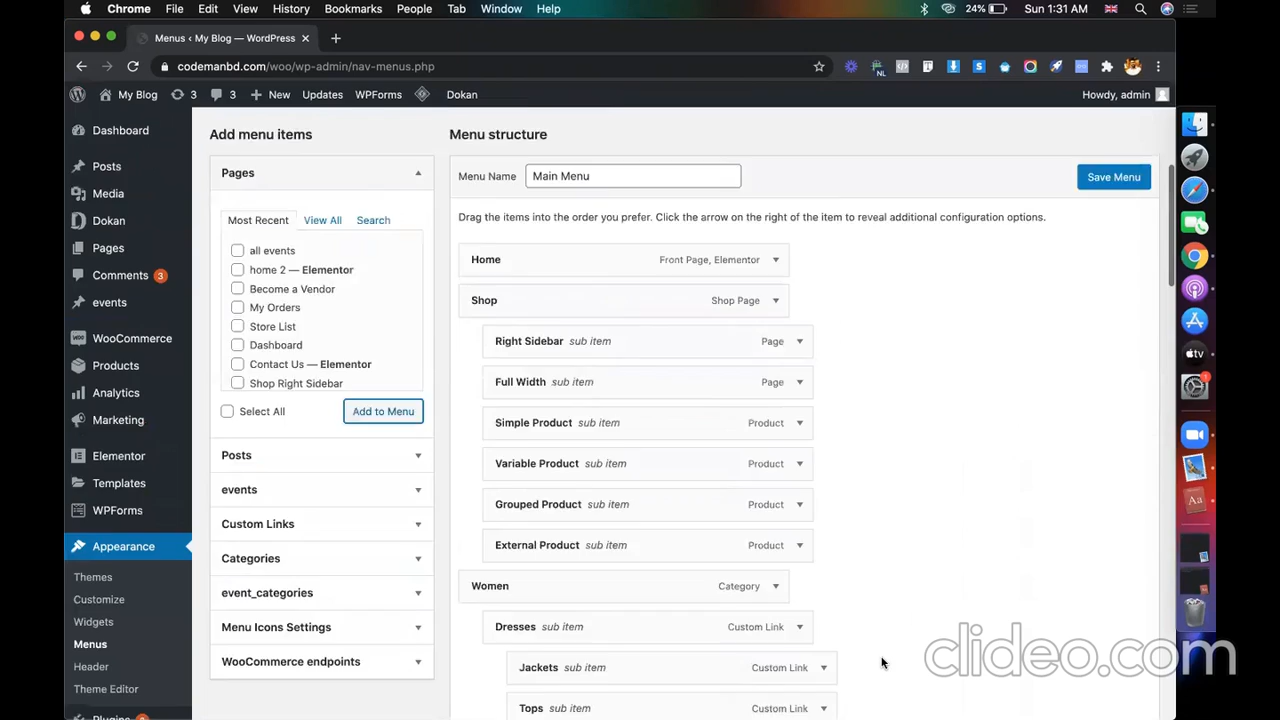 Chrome File Edit View History Bookmarks People Tab Window Help 24% Sun 1:31 AM
Menus ‹ My Blog — WordPress
codemanbd.com/woo/wp-admin/nav-menus.php
NL
My Blog 3 3 New Updates WPForms Dokan Howdy, admin
Dashboard
Posts
Media
Dokan
Pages
Comments 3
events
WooCommerce
Products
Analytics
Marketing
Elementor
Templates
WPForms
Appearance
Themes
Customize
Widgets
Menus
Header
Theme Editor
Plugins
Add menu items
Pages
Most Recent View All Search
all events
home 2 — Elementor
Become a Vendor
My Orders
Store List
Dashboard
Contact Us — Elementor
Shop Right Sidebar
Select All Add to Menu
Posts
events
Custom Links
Categories
event_categories
Menu Icons Settings
WooCommerce endpoints
Menu structure
Menu Name Main Menu Save Menu
Drag the items into the order you prefer. Click the arrow on the right of the item to reveal additional configuration options.
Home Front Page, Elementor
Shop Shop Page
Right Sidebar sub item Page
Full Width sub item Page
Simple Product sub item Product
Variable Product sub item Product
Grouped Product sub item Product
External Product sub item Product
Women Category
Dresses sub item Custom Link
Jackets sub item Custom Link
Tops sub item Custom Link
tv
Aa
clideo.com